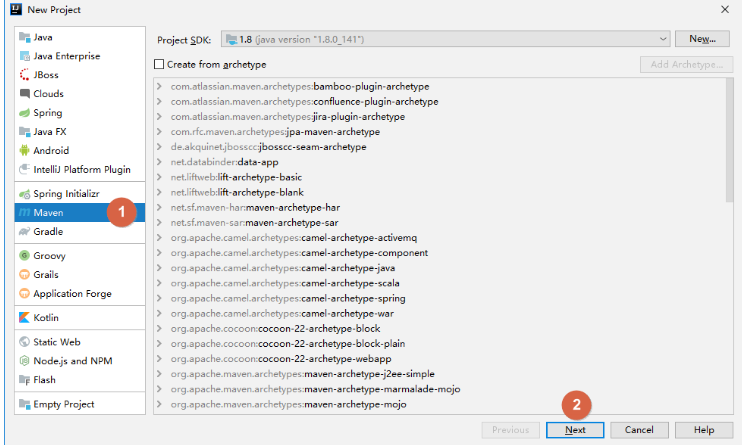 New Project
Java
Java Enterprise
JBoss
Clouds
Spring
Java FX
Android
IntelliJ Platform Plugin
Spring Initializr
Maven
1
Gradle
Groovy
Grails
Application Forge
Kotlin
Static Web
Node.js and NPM
Flash
Empty Project
Project SDK: 1.8 (java version "1.8.0_141") New...
Create from archetype Add Archetype...
com.atlassian.maven.archetypes:bamboo-plugin-archetype
com.atlassian.maven.archetypes:confluence-plugin-archetype
com.atlassian.maven.archetypes:jira-plugin-archetype
com.rfc.maven.archetypes:jpa-maven-archetype
de.akquinet.jbosscc:jbosscc-seam-archetype
net.databinder:data-app
net.liftweb:lift-archetype-basic
net.liftweb:lift-archetype-blank
net.sf.maven-har:maven-archetype-har
net.sf.maven-sar:maven-archetype-sar
org.apache.camel.archetypes:camel-archetype-activemq
org.apache.camel.archetypes:camel-archetype-component
org.apache.camel.archetypes:camel-archetype-java
org.apache.camel.archetypes:camel-archetype-scala
org.apache.camel.archetypes:camel-archetype-spring
org.apache.camel.archetypes:camel-archetype-war
org.apache.cocoon:cocoon-22-archetype-block
org.apache.cocoon:cocoon-22-archetype-block-plain
org.apache.cocoon:cocoon-22-archetype-webapp
org.apache.maven.archetypes:maven-archetype-j2ee-simple
org.apache.maven.archetypes:maven-archetype-marmalade-mojo
org.apache.maven.archetypes:maven-archetype-mojo
2
Previous Next Cancel Help